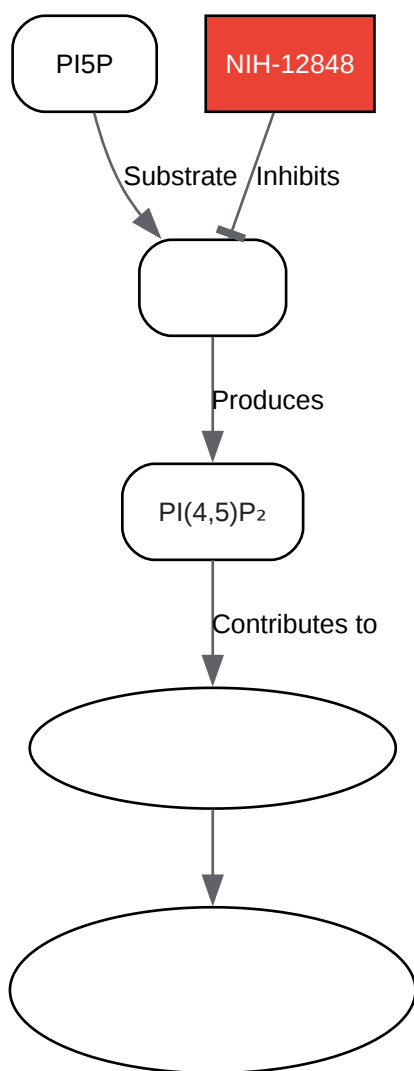 PI5P
NIH-12848
Substrate
Inhibits
Produces
PI(4,5)P₂
Contributes to